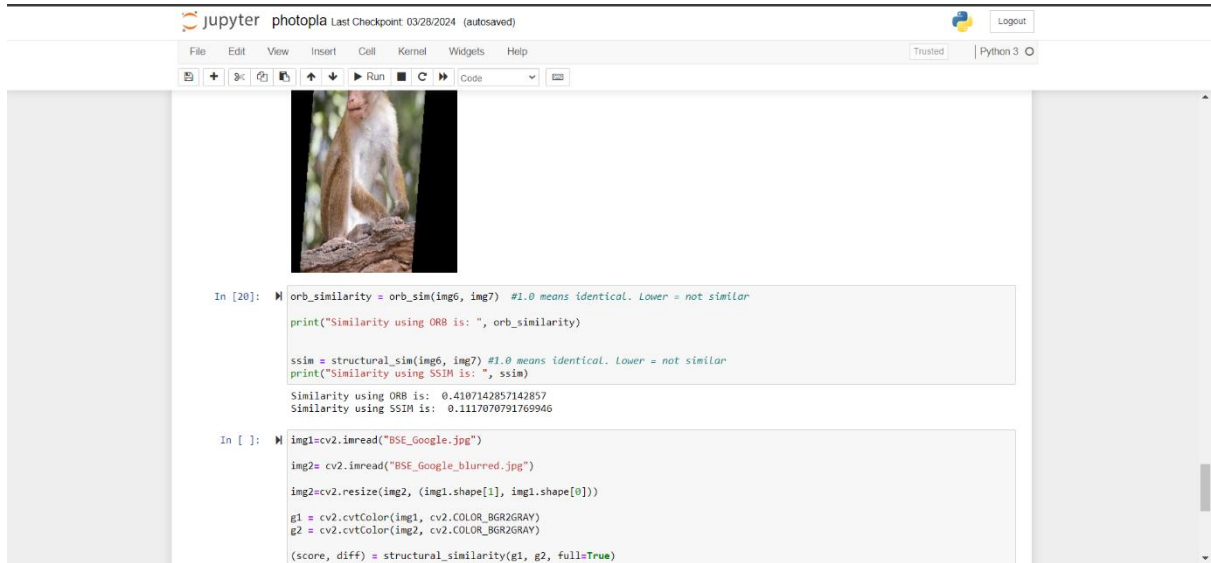 jupyter photopla Last Checkpoint: 03/28/2024 (autosaved)
Logout
File Edit View Insert Cell Kernel Widgets Help
Trusted
Python 3
Run
Code
In [20]:
orb_similarity = orb_sim(img6, img7) #1.0 means identical. Lower = not similar
print("Similarity using ORB is: ", orb_similarity)
ssim = structural_sim(img6, img7) #1.0 means identical. Lower = not similar
print("Similarity using SSIM is: ", ssim)
Similarity using ORB is: 0.4107142857142857
Similarity using SSIM is: 0.1117070791769946
In [ ]:
img1=cv2.imread("BSE_Google.jpg")
img2= cv2.imread("BSE_Google_blurred.jpg")
img2=cv2.resize(img2, (img1.shape[1], img1.shape[0]))
g1 = cv2.cvtColor(img1, cv2.COLOR_BGR2GRAY)
g2 = cv2.cvtColor(img2, cv2.COLOR_BGR2GRAY)
(score, diff) = structural_similarity(g1, g2, full=True)